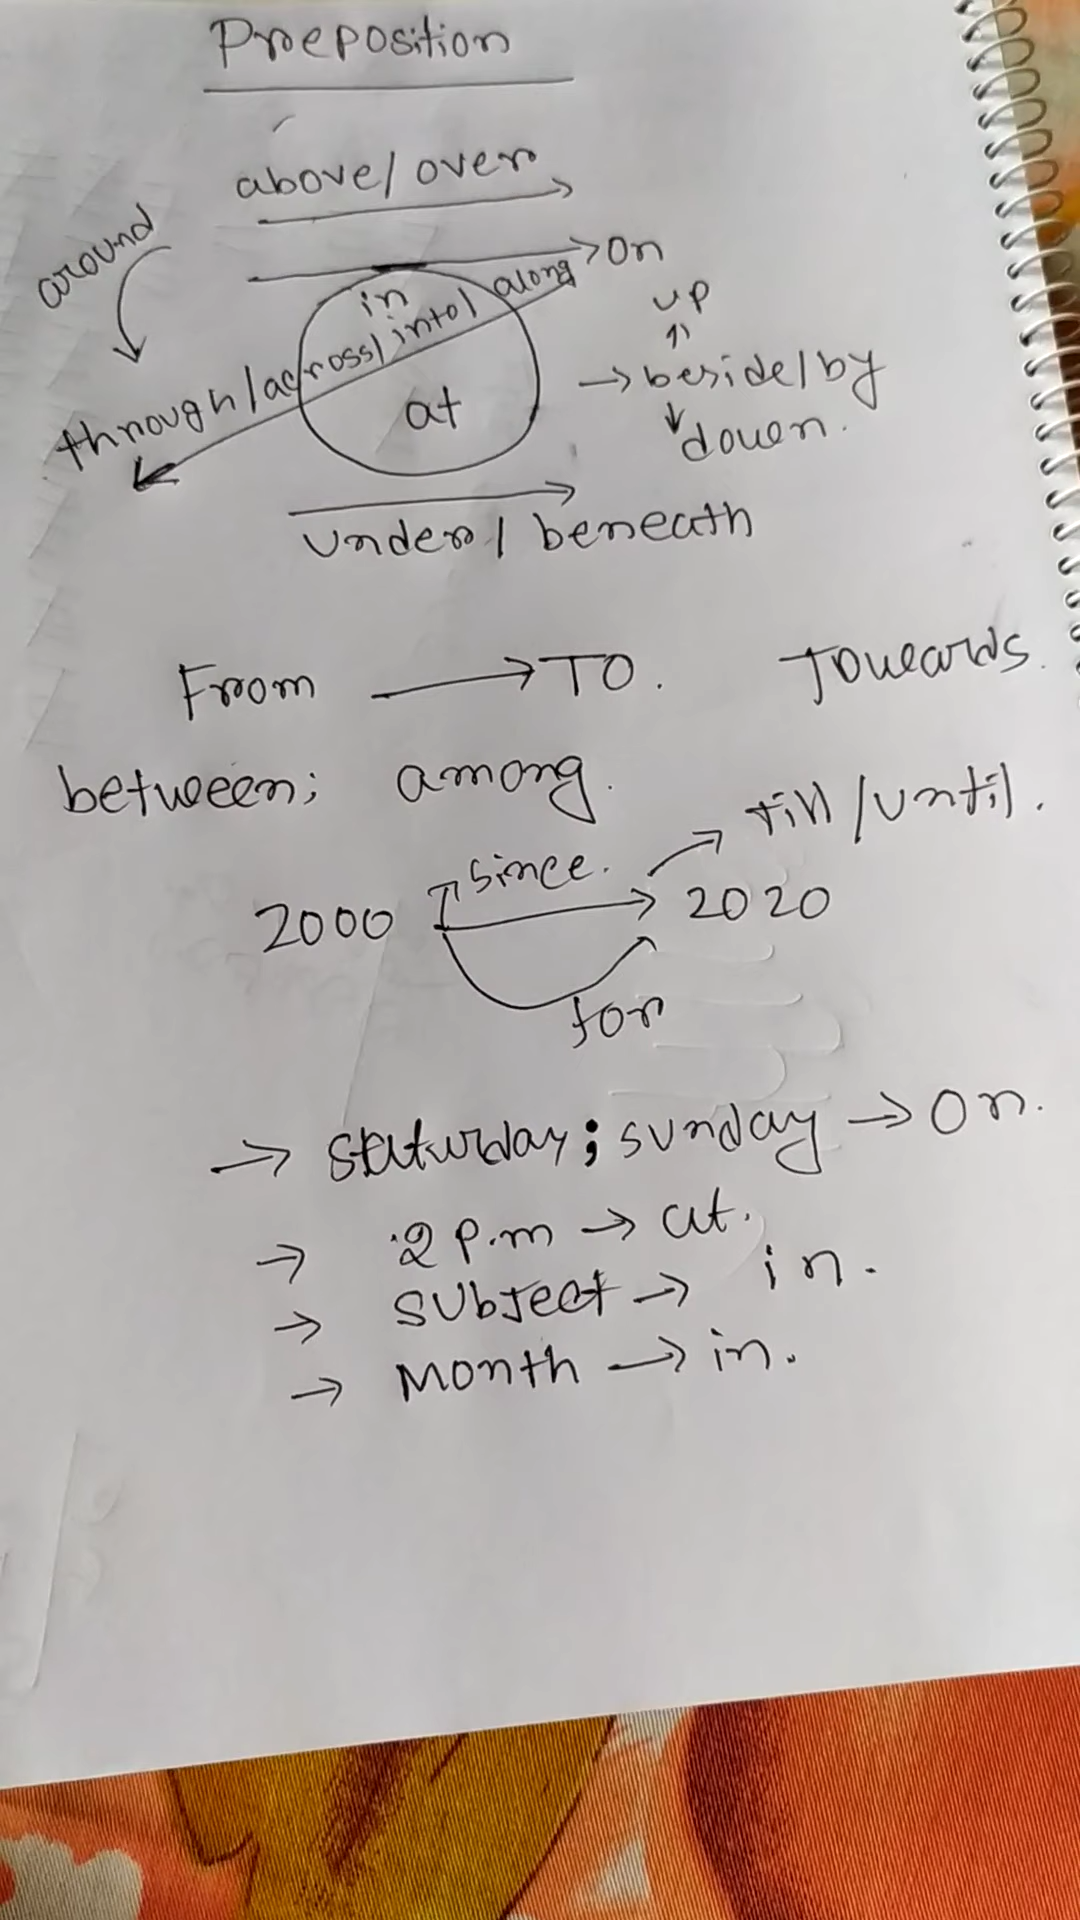 Preposition
above/over
around
on
in
through/across/into/along
up
at
beside/by
down.
under/beneath
From → TO. Towards.
between; among.
since. till/until.
2000 → 2020
for
→ Saturday; sunday → on.
→ 2 p.m → at.
→ subject → in.
→ Month → in.